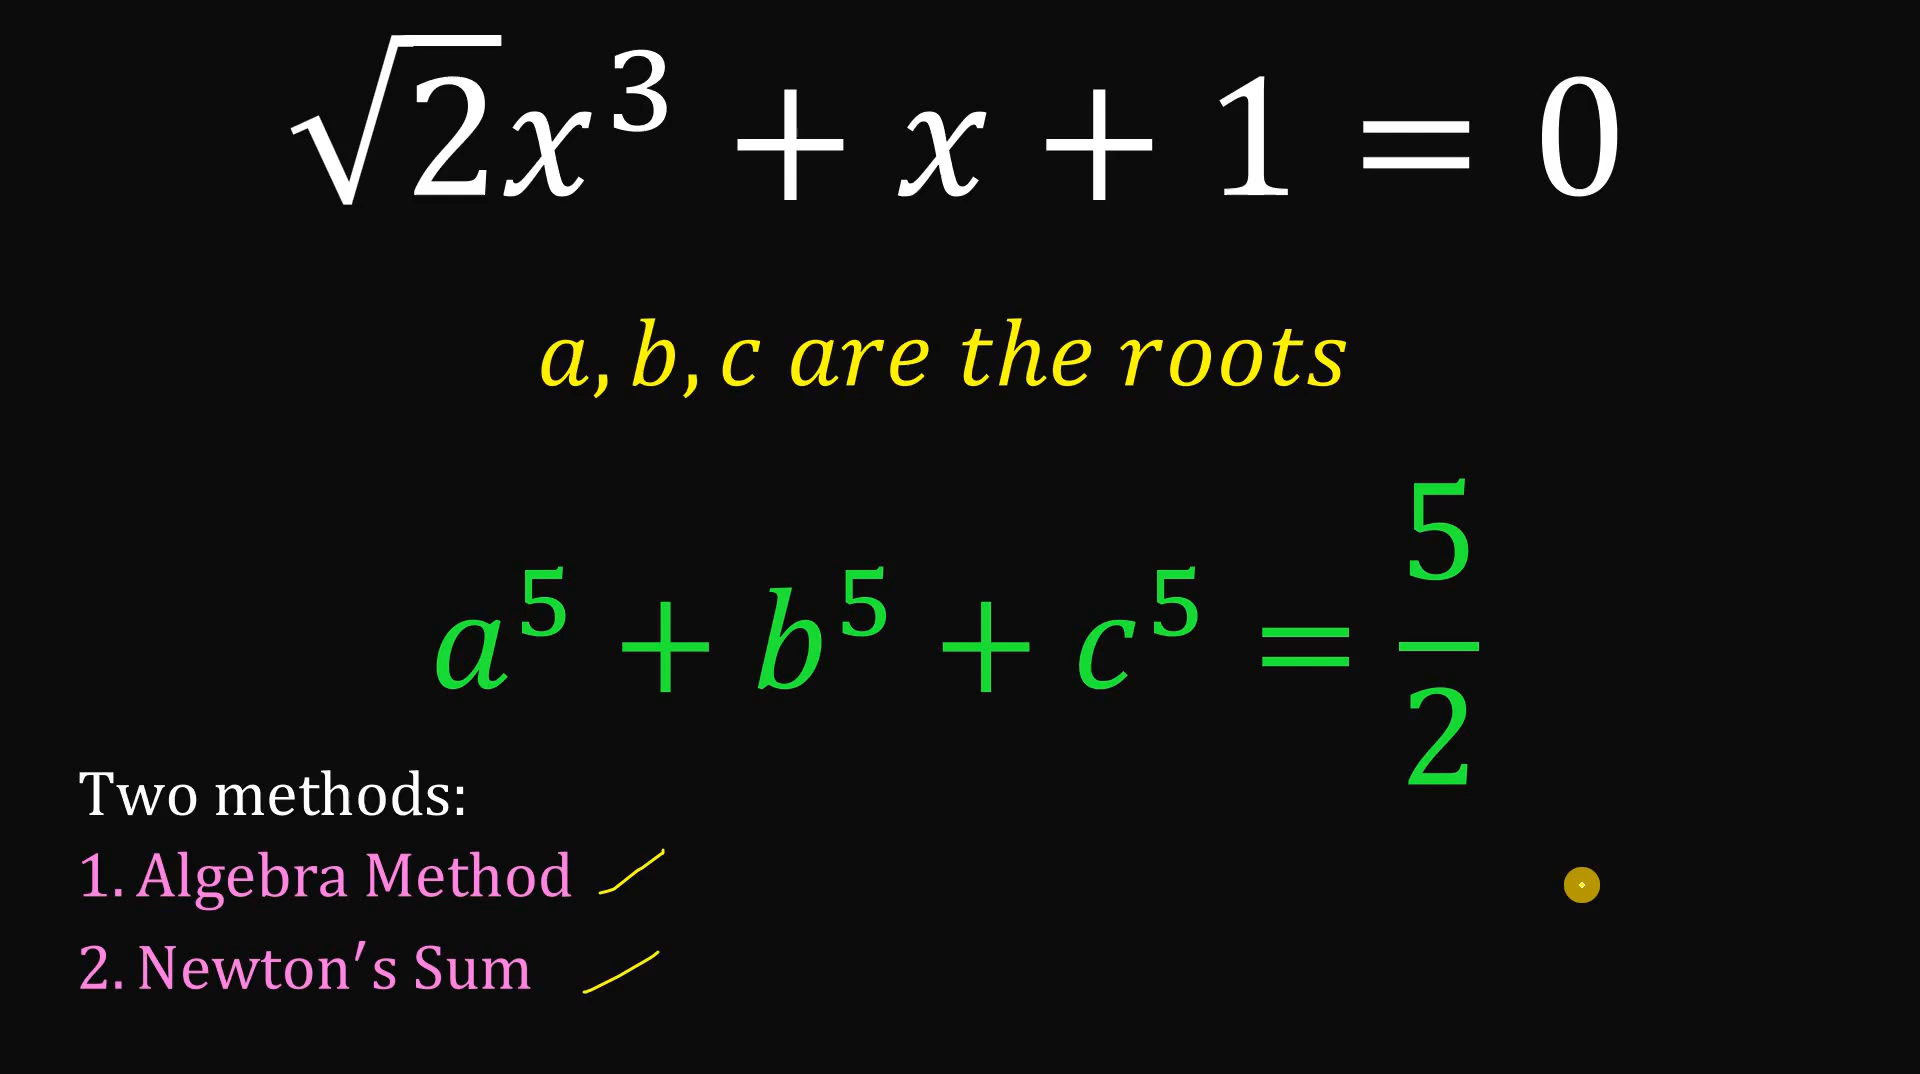 √2x³ + x + 1 = 0
a, b, c are the roots
a⁵ + b⁵ + c⁵ = 5/2
Two methods:
1. Algebra Method
2. Newton′s Sum